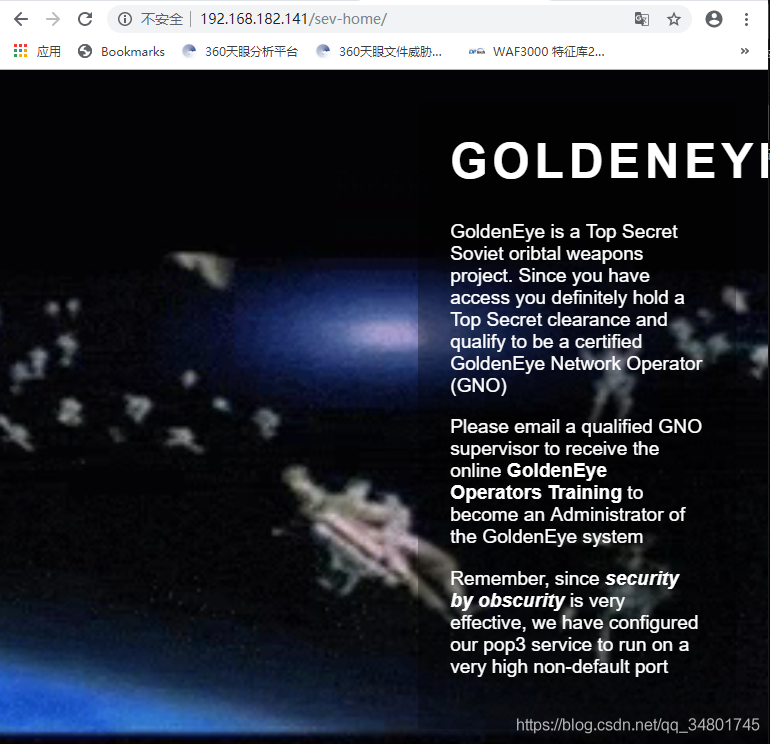 不安全 192.168.182.141/sev-home/
应用 Bookmarks 360天眼分析平台 360天眼文件威胁... WAF3000 特征库2... »
GOLDENEY
GoldenEye is a Top Secret
Soviet oribtal weapons
project. Since you have
access you definitely hold a
Top Secret clearance and
qualify to be a certified
GoldenEye Network Operator
(GNO)
Please email a qualified GNO
supervisor to receive the
online GoldenEye
Operators Training to
become an Administrator of
the GoldenEye system
Remember, since security
by obscurity is very
effective, we have configured
our pop3 service to run on a
very high non-default port
https://blog.csdn.net/qq_34801745